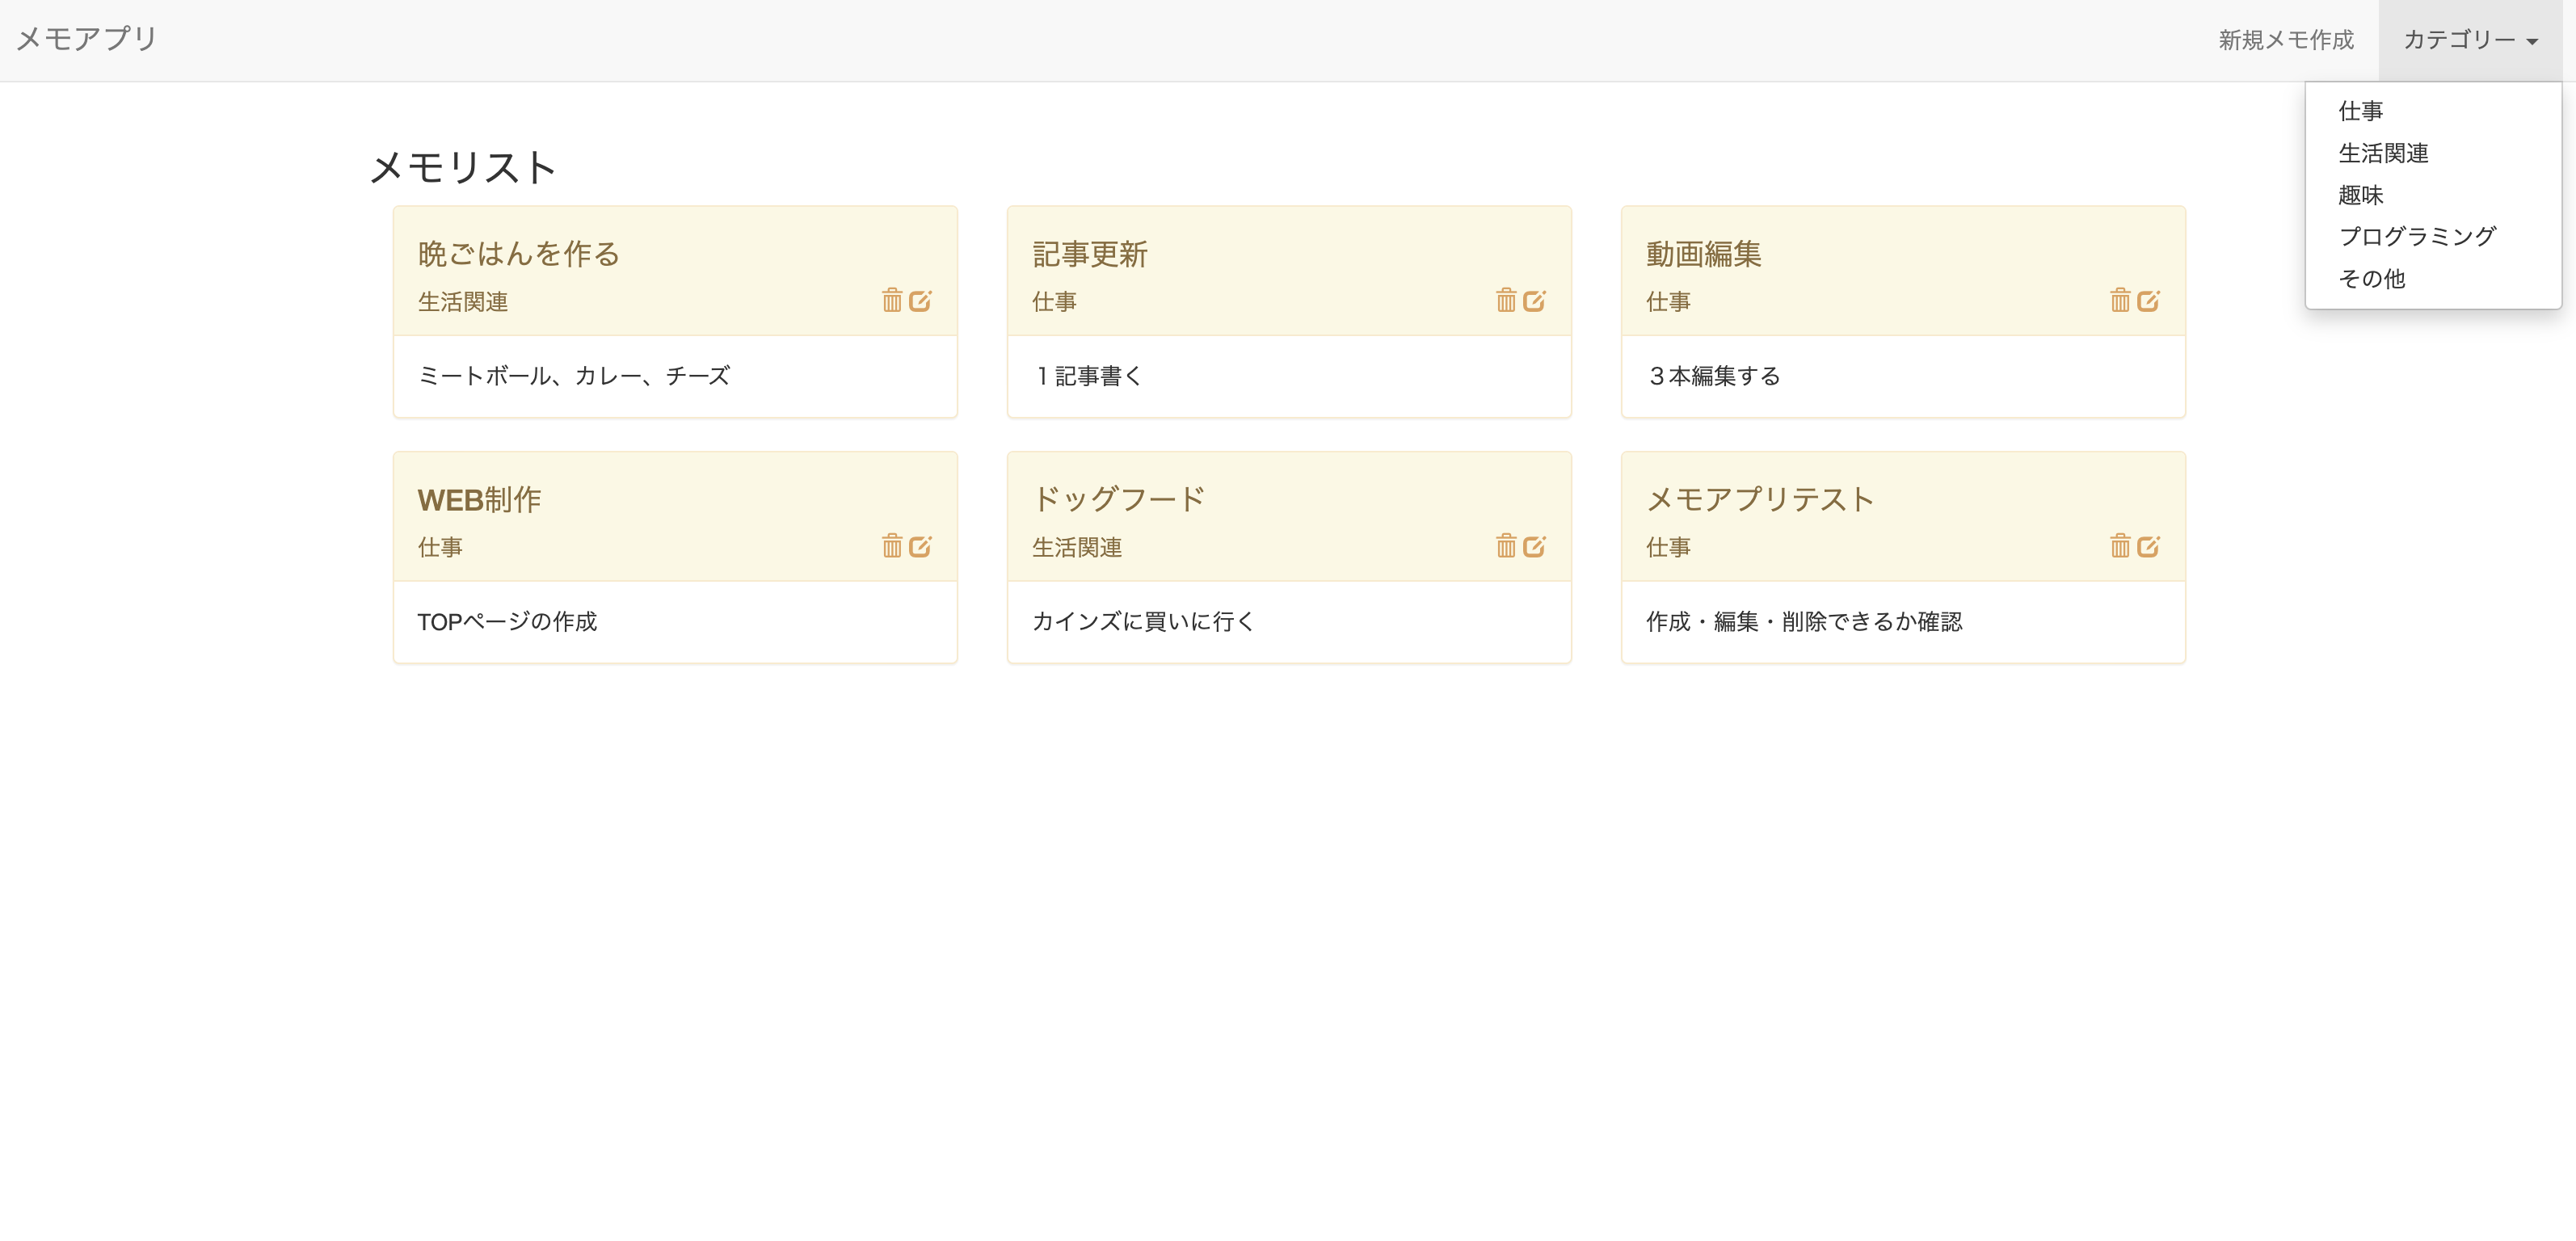 メモアプリ
新規メモ作成
カテゴリー
仕事
生活関連
趣味
プログラミング
その他
メモリスト
晩ごはんを作る
生活関連
ミートボール、カレー、チーズ
記事更新
仕事
１記事書く
動画編集
仕事
３本編集する
WEB制作
仕事
TOPページの作成
ドッグフード
生活関連
カインズに買いに行く
メモアプリテスト
仕事
作成・編集・削除できるか確認